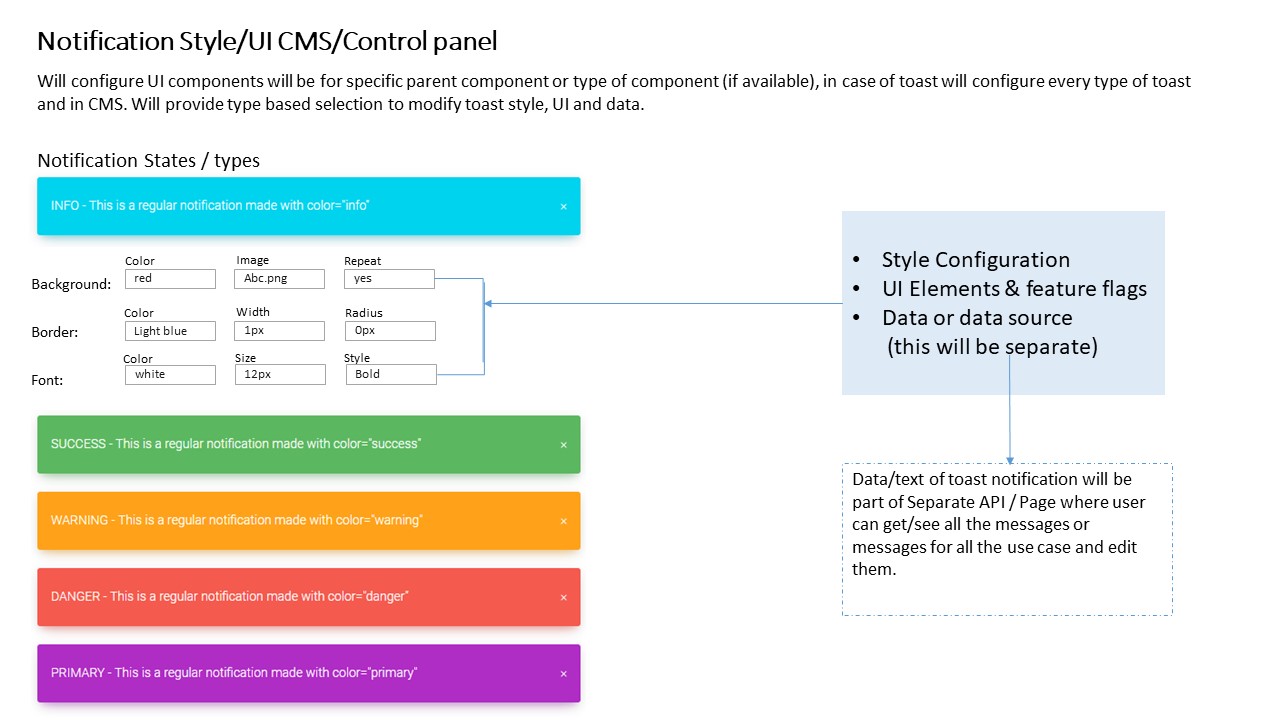 Notification Style/UI CMS/Control panel
Will configure UI components will be for specific parent component or type of component (if available), in case of toast will configure every type of toast
and in CMS. Will provide type based selection to modify toast style, UI and data.
Notification States / types
INFO - This is a regular notification made with color="info" ×
Color Image Repeat
Background: red Abc.png yes
Color Width Radius
Border: Light blue 1px 0px
Color Size Style
Font: white 12px Bold
SUCCESS - This is a regular notification made with color="success" ×
WARNING - This is a regular notification made with color="warning" ×
DANGER - This is a regular notification made with color="danger" ×
PRIMARY - This is a regular notification made with color="primary" ×
• Style Configuration
• UI Elements & feature flags
• Data or data source
(this will be separate)
Data/text of toast notification will be
part of Separate API / Page where user
can get/see all the messages or
messages for all the use case and edit
them.